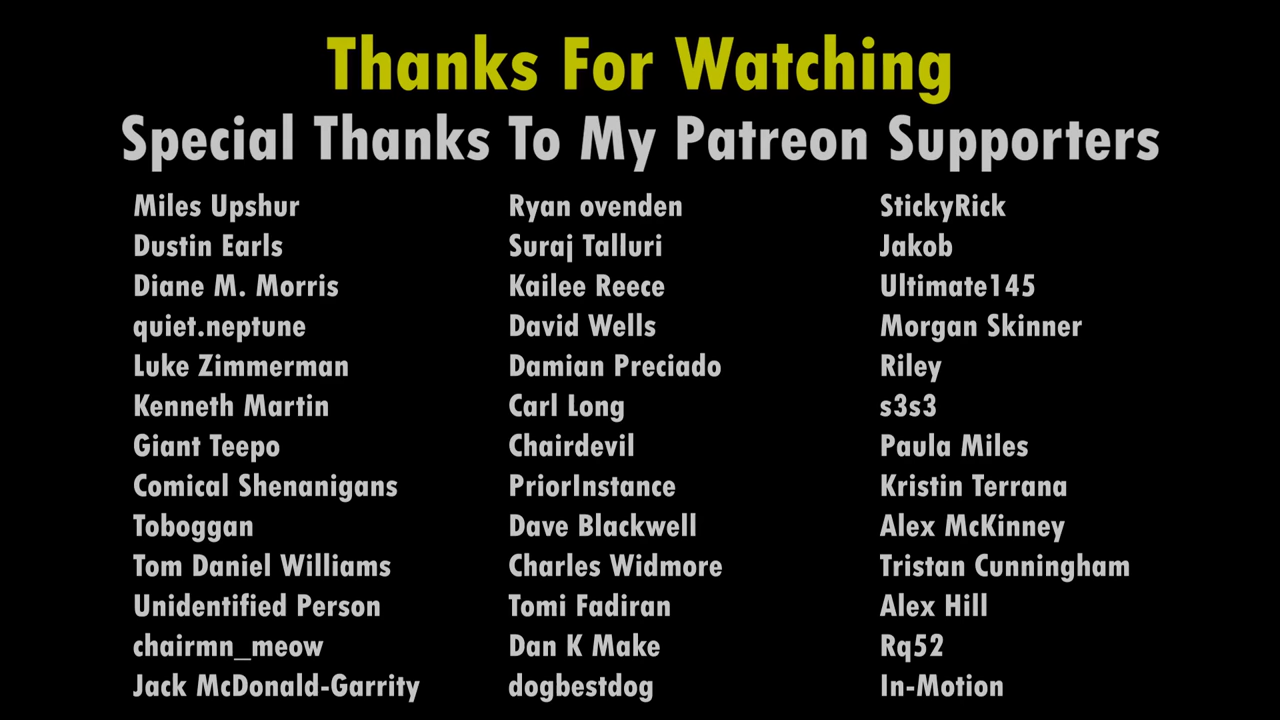 Thanks For Watching
Special Thanks To My Patreon Supporters
Miles Upshur
Dustin Earls
Diane M. Morris
quiet.neptune
Luke Zimmerman
Kenneth Martin
Giant Teepo
Comical Shenanigans
Toboggan
Tom Daniel Williams
Unidentified Person
chairmn_meow
Jack McDonald-Garrity
Ryan ovenden
Suraj Talluri
Kailee Reece
David Wells
Damian Preciado
Carl Long
Chairdevil
PriorInstance
Dave Blackwell
Charles Widmore
Tomi Fadiran
Dan K Make
dogbestdog
StickyRick
Jakob
Ultimate145
Morgan Skinner
Riley
s3s3
Paula Miles
Kristin Terrana
Alex McKinney
Tristan Cunningham
Alex Hill
Rq52
In-Motion